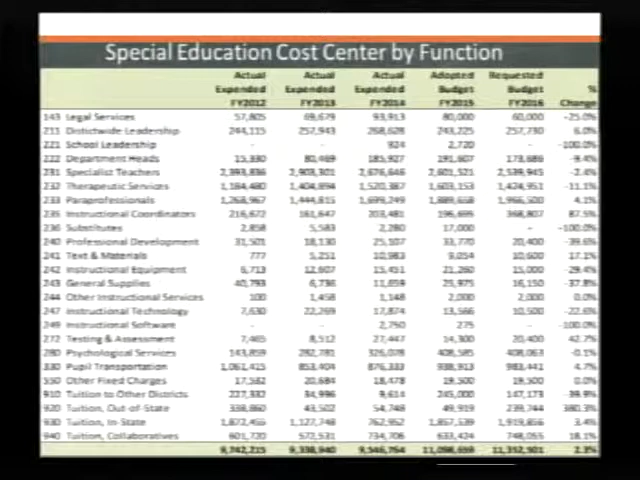 Special Education Cost Center by Function
Actual Actual Actual Adopted Requested
Expended Expended Expended Budget Budget %
FY2012 FY2013 FY2014 FY2015 FY2016 Change
143 Legal Services 57,805 69,679 93,913 80,000 60,000 -25.0%
211 Distictwide Leadership 244,115 257,943 268,628 243,225 257,730 6.0%
221 School Leadership - - 924 2,720 -100.0%
222 Department Heads 15,330 80,469 185,927 191,607 173,686 -9.4%
231 Specialist Teachers 2,676,646 2,601,521 2,539,945 -2.4%
232 Therapeutic Services 1,184,480 1,404,894 1,520,387 1,603,153 1,424,951 -11.1%
233 Paraprofessionals 1,268,967 1,444,815 1,699,249 1,966,500 4.1%
235 Instructional Coordinators 216,672 161,647 203,481 196,695 368,807 87.5%
236 Substitutes 2,858 5,583 2,280 17,000 - -100.0%
240 Professional Development 31,501 18,130 25,107 33,770 20,400 -39.6%
241 Text & Materials 777 5,251 10,983 9,054 10,600 17.1%
242 Instructional Equipment 6,713 12,607 15,451 21,260 15,000 -29.4%
243 General Supplies 40,793 6,736 11,659 25,975 16,150 -37.8%
244 Other Instructional Services 100 1,458 1,148 2,000 2,000 0.0%
247 Instructional Technology 7,630 22,269 17,874 13,566 10,500 -22.6%
249 Instructional Software - - 2,750 275 - -100.0%
272 Testing & Assessment 7,465 8,512 27,447 14,300 20,400 42.7%
280 Psychological Services 143,859 282,781 326,078 408,585 408,063 -0.1%
330 Pupil Transportation 1,061,415 853,404 876,333 938,913 983,441 4.7%
550 Other Fixed Charges 17,532 20,684 18,478 19,500 19,500 0.0%
910 Tuition to Other Districts 227,332 34,996 9,614 245,000 147,173 -39.9%
920 Tuition, Out-of-State 338,860 43,502 54,748 49,919 239,744 380.3%
930 Tuition, In-State 1,872,455 1,127,748 762,952 1,857,539 1,919,856 3.4%
940 Tuition, Collaboratives 601,720 572,531 734,706 633,424 748,055 18.1%
9,742,215 9,338,940 9,546,764 11,098,659 11,352,501 2.3%